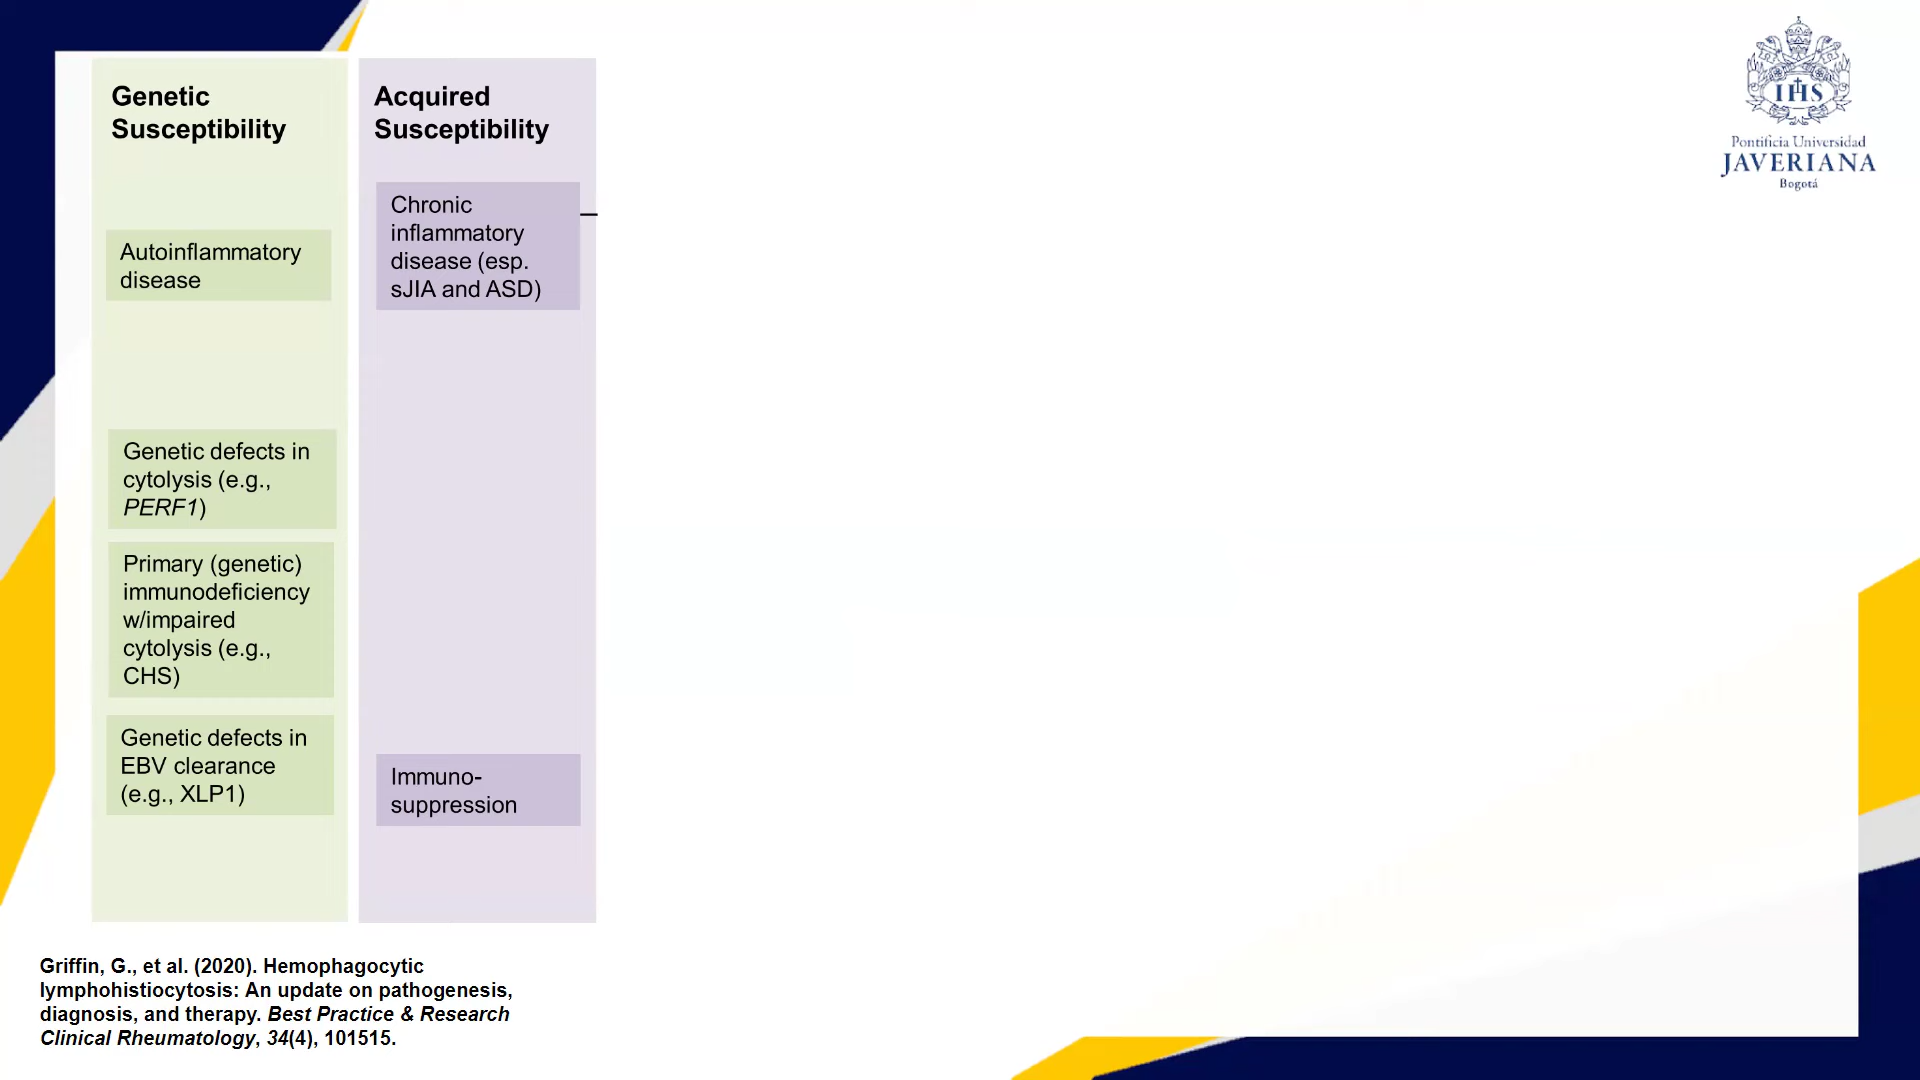 Genetic
Susceptibility
Autoinflammatory
disease
Genetic defects in
cytolysis (e.g.,
PERF1)
Primary (genetic)
immunodeficiency
w/impaired
cytolysis (e.g.,
CHS)
Genetic defects in
EBV clearance
(e.g., XLP1)
Acquired
Susceptibility
Chronic
inflammatory
disease (esp.
sJIA and ASD)
Immuno-
suppression
IHS
Pontificia Universidad
JAVERIANA
Bogotá
Griffin, G., et al. (2020). Hemophagocytic
lymphohistiocytosis: An update on pathogenesis,
diagnosis, and therapy. Best Practice & Research
Clinical Rheumatology, 34(4), 101515.